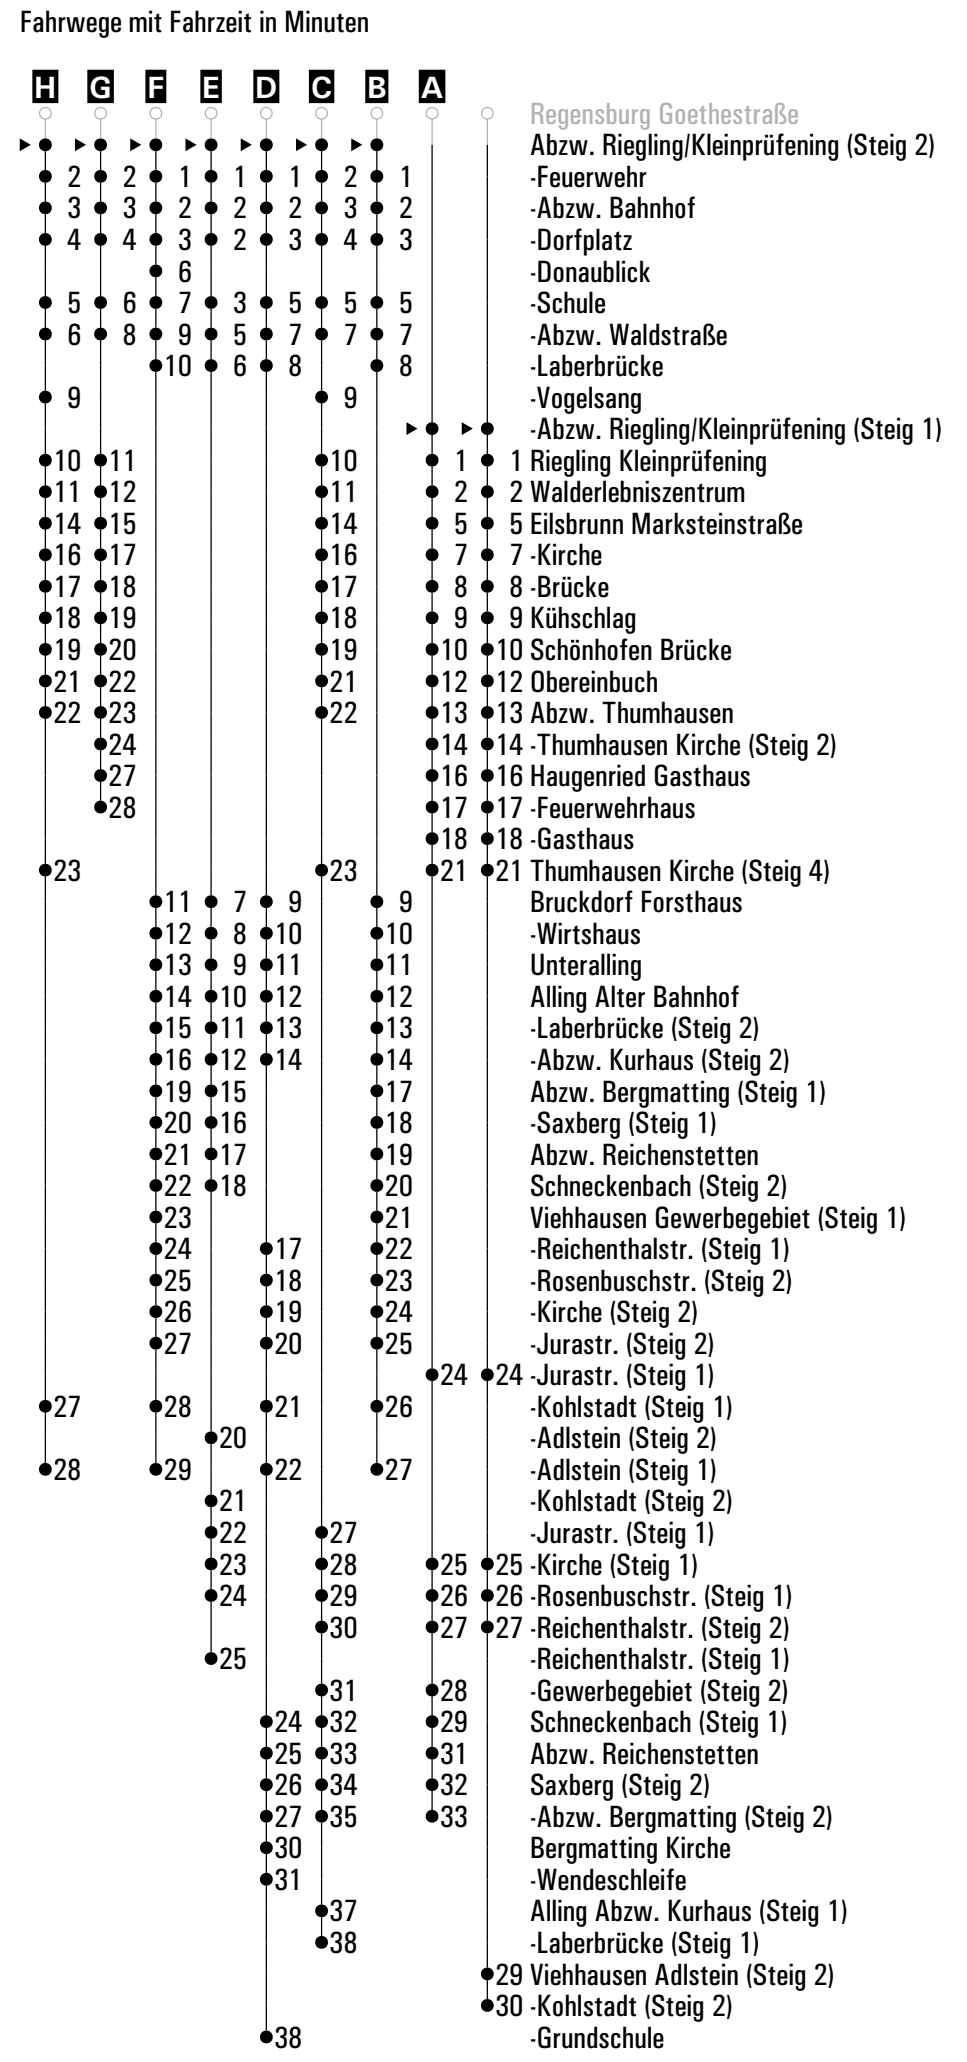 Fahrwege mit Fahrzeit in Minuten
H G F E D C B A
Regensburg Goethestraße
Abzw. Riegling/Kleinprüfening (Steig 2)
2 2 1 1 1 2 1 -Feuerwehr
3 3 2 2 2 3 2 -Abzw. Bahnhof
4 4 3 2 3 4 3 -Dorfplatz
6 -Donaublick
5 6 7 3 5 5 5 -Schule
6 8 9 5 7 7 7 -Abzw. Waldstraße
10 6 8 8 -Laberbrücke
9 9 -Vogelsang
-Abzw. Riegling/Kleinprüfening (Steig 1)
10 11 10 1 1 Riegling Kleinprüfening
11 12 11 2 2 Walderlebniszentrum
14 15 14 5 5 Eilsbrunn Marksteinstraße
16 17 16 7 7 -Kirche
17 18 17 8 8 -Brücke
18 19 18 9 9 Kühschlag
19 20 19 10 10 Schönhofen Brücke
21 22 21 12 12 Obereinbuch
22 23 22 13 13 Abzw. Thumhausen
24 14 14 -Thumhausen Kirche (Steig 2)
27 16 16 Haugenried Gasthaus
28 17 17 -Feuerwehrhaus
18 18 -Gasthaus
23 23 21 21 Thumhausen Kirche (Steig 4)
11 7 9 9 Bruckdorf Forsthaus
12 8 10 10 -Wirtshaus
13 9 11 11 Unteralling
14 10 12 12 Alling Alter Bahnhof
15 11 13 13 -Laberbrücke (Steig 2)
16 12 14 14 -Abzw. Kurhaus (Steig 2)
19 15 17 Abzw. Bergmatting (Steig 1)
20 16 18 -Saxberg (Steig 1)
21 17 19 Abzw. Reichenstetten
22 18 20 Schneckenbach (Steig 2)
23 21 Viehhausen Gewerbegebiet (Steig 1)
24 17 22 -Reichenthalstr. (Steig 1)
25 18 23 -Rosenbuschstr. (Steig 2)
26 19 24 -Kirche (Steig 2)
27 20 25 -Jurastr. (Steig 2)
24 24 -Jurastr. (Steig 1)
27 28 21 26 -Kohlstadt (Steig 1)
20 -Adlstein (Steig 2)
28 29 22 27 -Adlstein (Steig 1)
21 -Kohlstadt (Steig 2)
22 27 -Jurastr. (Steig 1)
23 28 25 25 -Kirche (Steig 1)
24 29 26 26 -Rosenbuschstr. (Steig 1)
30 27 27 -Reichenthalstr. (Steig 2)
25 -Reichenthalstr. (Steig 1)
31 28 -Gewerbegebiet (Steig 2)
24 32 29 Schneckenbach (Steig 1)
25 33 31 Abzw. Reichenstetten
26 34 32 Saxberg (Steig 2)
27 35 33 -Abzw. Bergmatting (Steig 2)
30 Bergmatting Kirche
31 -Wendeschleife
37 Alling Abzw. Kurhaus (Steig 1)
38 -Laberbrücke (Steig 1)
29 Viehhausen Adlstein (Steig 2)
30 -Kohlstadt (Steig 2)
38 -Grundschule